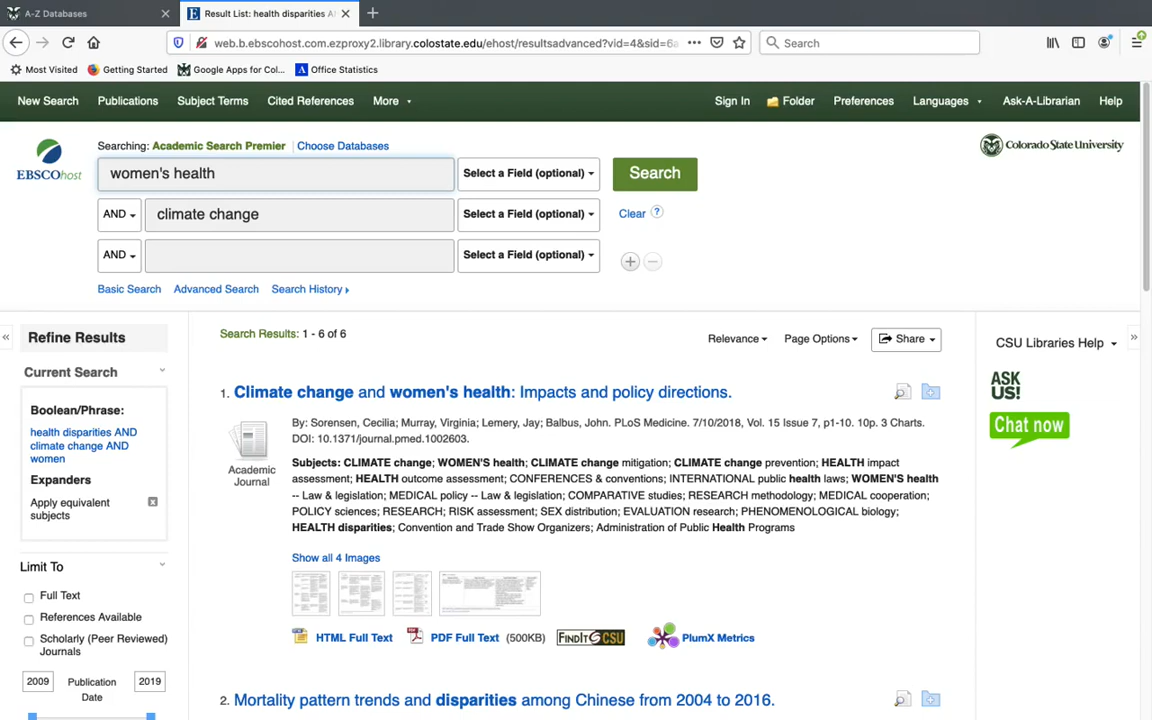 A-Z Databases
Result List: health disparities A
web.b.ebscohost.com.ezproxy2.library.colostate.edu/ehost/resultsadvanced?vid=4&sid=6
Search
Most Visited
Getting Started
Google Apps for Col...
Office Statistics
New Search
Publications
Subject Terms
Cited References
More
Sign In
Folder
Preferences
Languages
Ask-A-Librarian
Help
EBSCOhost
Searching: Academic Search Premier
Choose Databases
Colorado State University
women's health
Select a Field (optional)
Search
AND
climate change
Select a Field (optional)
Clear
?
AND
Select a Field (optional)
Basic Search
Advanced Search
Search History
Refine Results
Current Search
Boolean/Phrase:
health disparities AND
climate change AND
women
Expanders
Apply equivalent
subjects
Limit To
Full Text
References Available
Scholarly (Peer Reviewed)
Journals
2009
Publication
Date
2019
Search Results: 1 - 6 of 6
Relevance
Page Options
Share
1. Climate change and women's health: Impacts and policy directions.
Academic
Journal
By: Sorensen, Cecilia; Murray, Virginia; Lemery, Jay; Balbus, John. PLoS Medicine. 7/10/2018, Vol. 15 Issue 7, p1-10. 10p. 3 Charts.
DOI: 10.1371/journal.pmed.1002603.
Subjects: CLIMATE change; WOMEN'S health; CLIMATE change mitigation; CLIMATE change prevention; HEALTH impact
assessment; HEALTH outcome assessment; CONFERENCES & conventions; INTERNATIONAL public health laws; WOMEN'S health
-- Law & legislation; MEDICAL policy -- Law & legislation; COMPARATIVE studies; RESEARCH methodology; MEDICAL cooperation;
POLICY sciences; RESEARCH; RISK assessment; SEX distribution; EVALUATION research; PHENOMENOLOGICAL biology;
HEALTH disparities; Convention and Trade Show Organizers; Administration of Public Health Programs
Show all 4 Images
HTML Full Text
PDF Full Text (500KB)
FINDIT@CSU
PlumX Metrics
2. Mortality pattern trends and disparities among Chinese from 2004 to 2016.
CSU Libraries Help
ASK
US!
Chat now